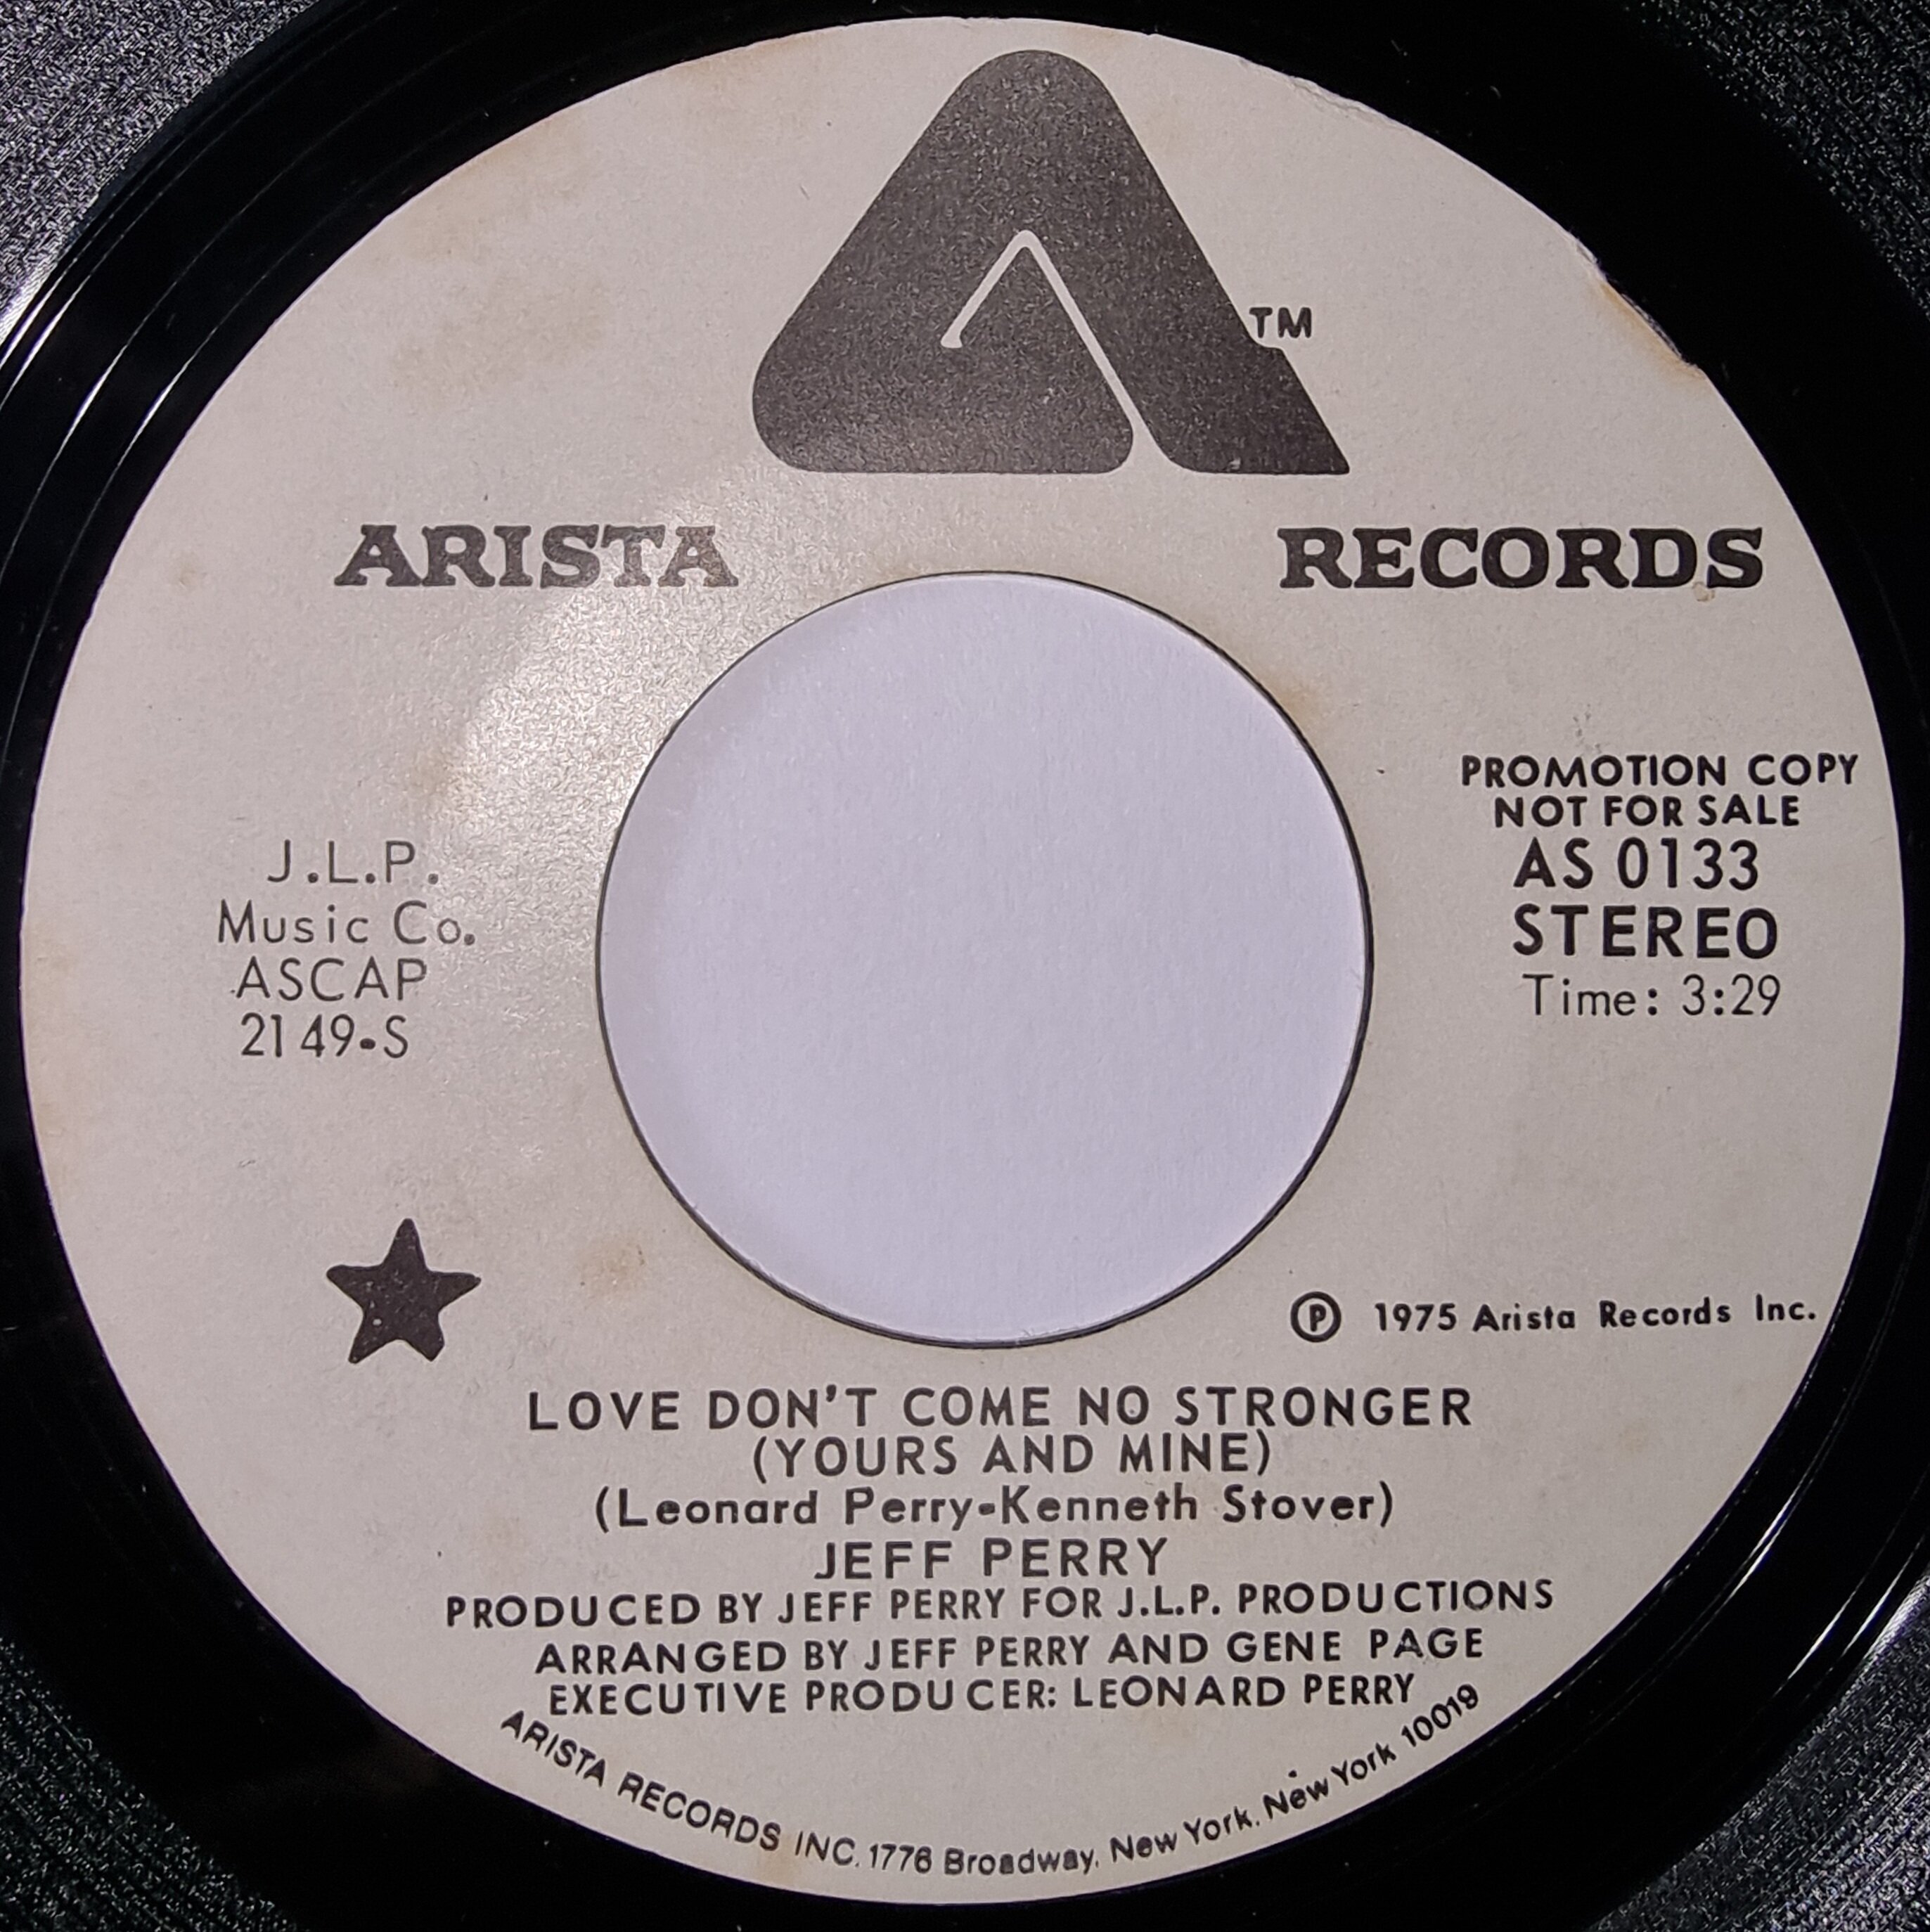 TM
ARISTA RECORDS
PROMOTION COPY
NOT FOR SALE
AS 0133
STEREO
Time: 3:29
J.L.P.
Music Co.
ASCAP
2149-S
℗ 1975 Arista Records Inc.
LOVE DON'T COME NO STRONGER
(YOURS AND MINE)
(Leonard Perry-Kenneth Stover)
JEFF PERRY
PRODUCED BY JEFF PERRY FOR J.L.P. PRODUCTIONS
ARRANGED BY JEFF PERRY AND GENE PAGE
EXECUTIVE PRODUCER: LEONARD PERRY
ARISTA RECORDS INC. 1776 Broadway, New York, New York 10019